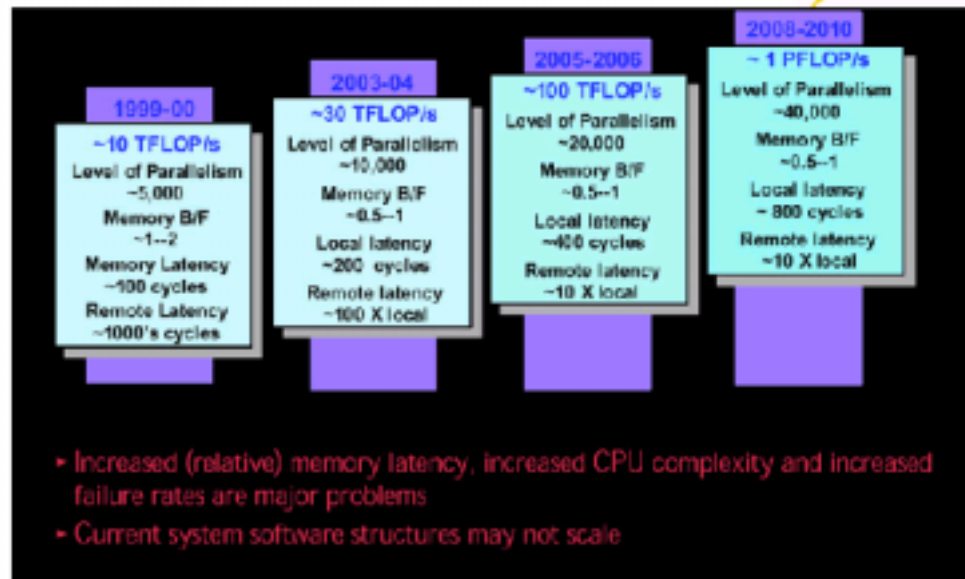 1999-00
~10 TFLOP/s
Level of Parallelism
~5,000
Memory B/F
~1--2
Memory Latency
~100 cycles
Remote Latency
~1000's cycles
2003-04
~30 TFLOP/s
Level of Parallelism
~10,000
Memory B/F
~0.5--1
Local latency
~200 cycles
Remote latency
~100 X local
2005-2006
~100 TFLOP/s
Level of Parallelism
~20,000
Memory B/F
~0.5--1
Local latency
~400 cycles
Remote latency
~10 X local
2008-2010
~ 1 PFLOP/s
Level of Parallelism
~40,000
Memory B/F
~0.5--1
Local latency
~ 800 cycles
Remote latency
~10 X local
▸ Increased (relative) memory latency, increased CPU complexity and increased
failure rates are major problems
▸ Current system software structures may not scale